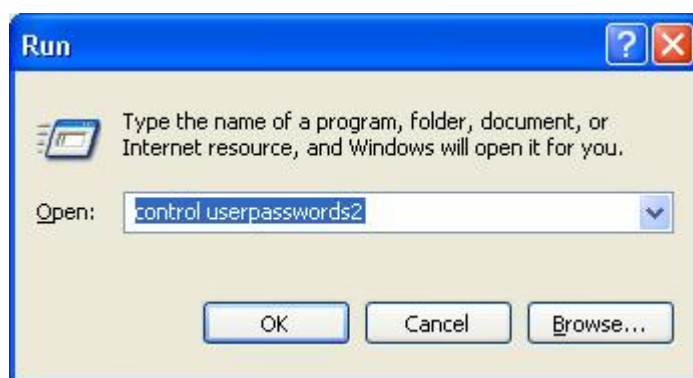 Run
Type the name of a program, folder, document, or
Internet resource, and Windows will open it for you.
Open: control userpasswords2
OK Cancel Browse...